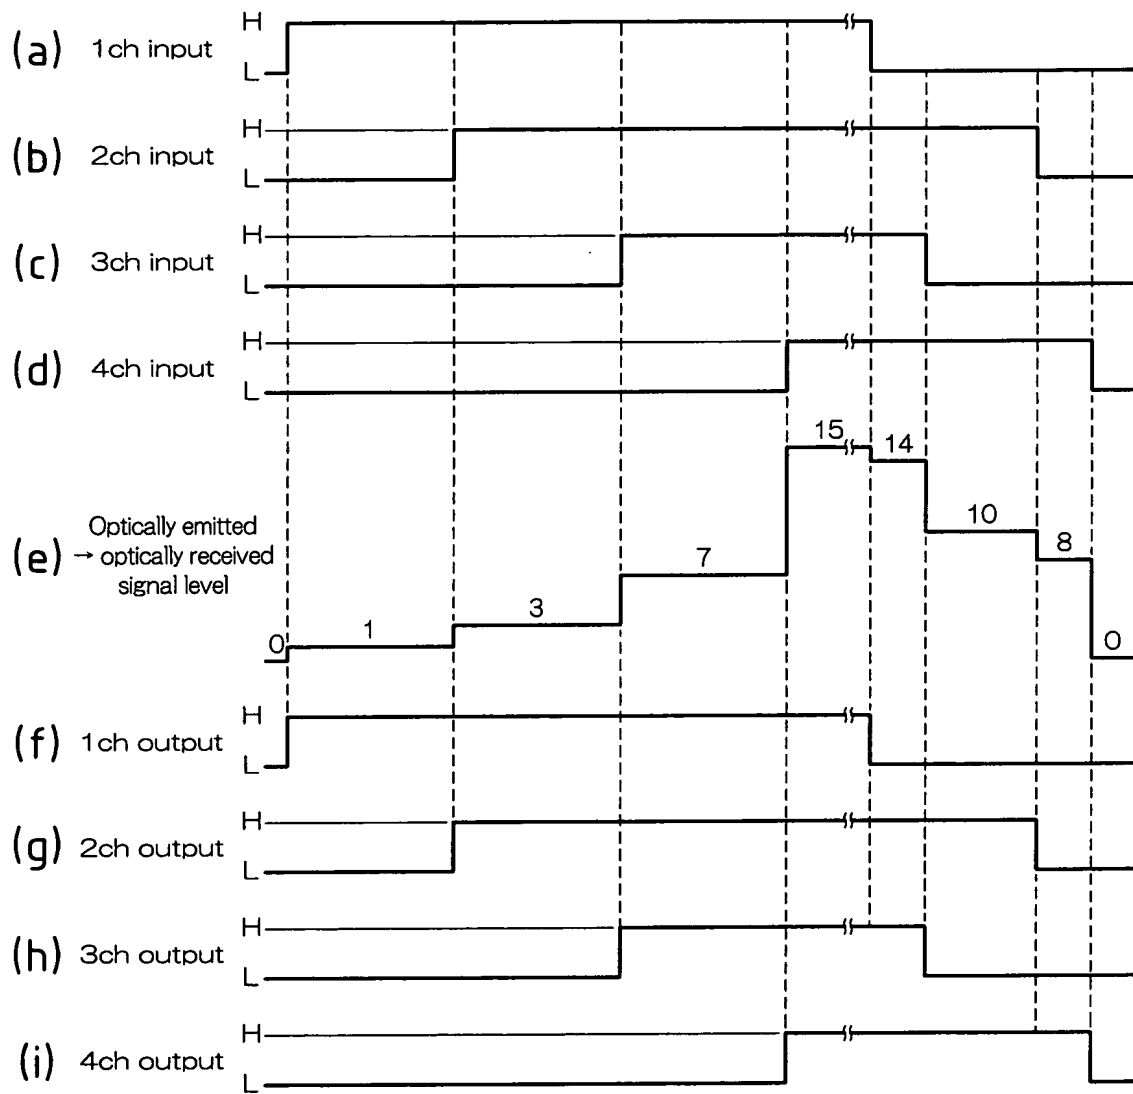 (a) 1ch input H L
(b) 2ch input H L
(c) 3ch input H L
(d) 4ch input H L
(e) Optically emitted
→ optically received
signal level
0 1 3 7 15 14 10 8 0
(f) 1ch output H L
(g) 2ch output H L
(h) 3ch output H L
(i) 4ch output H L